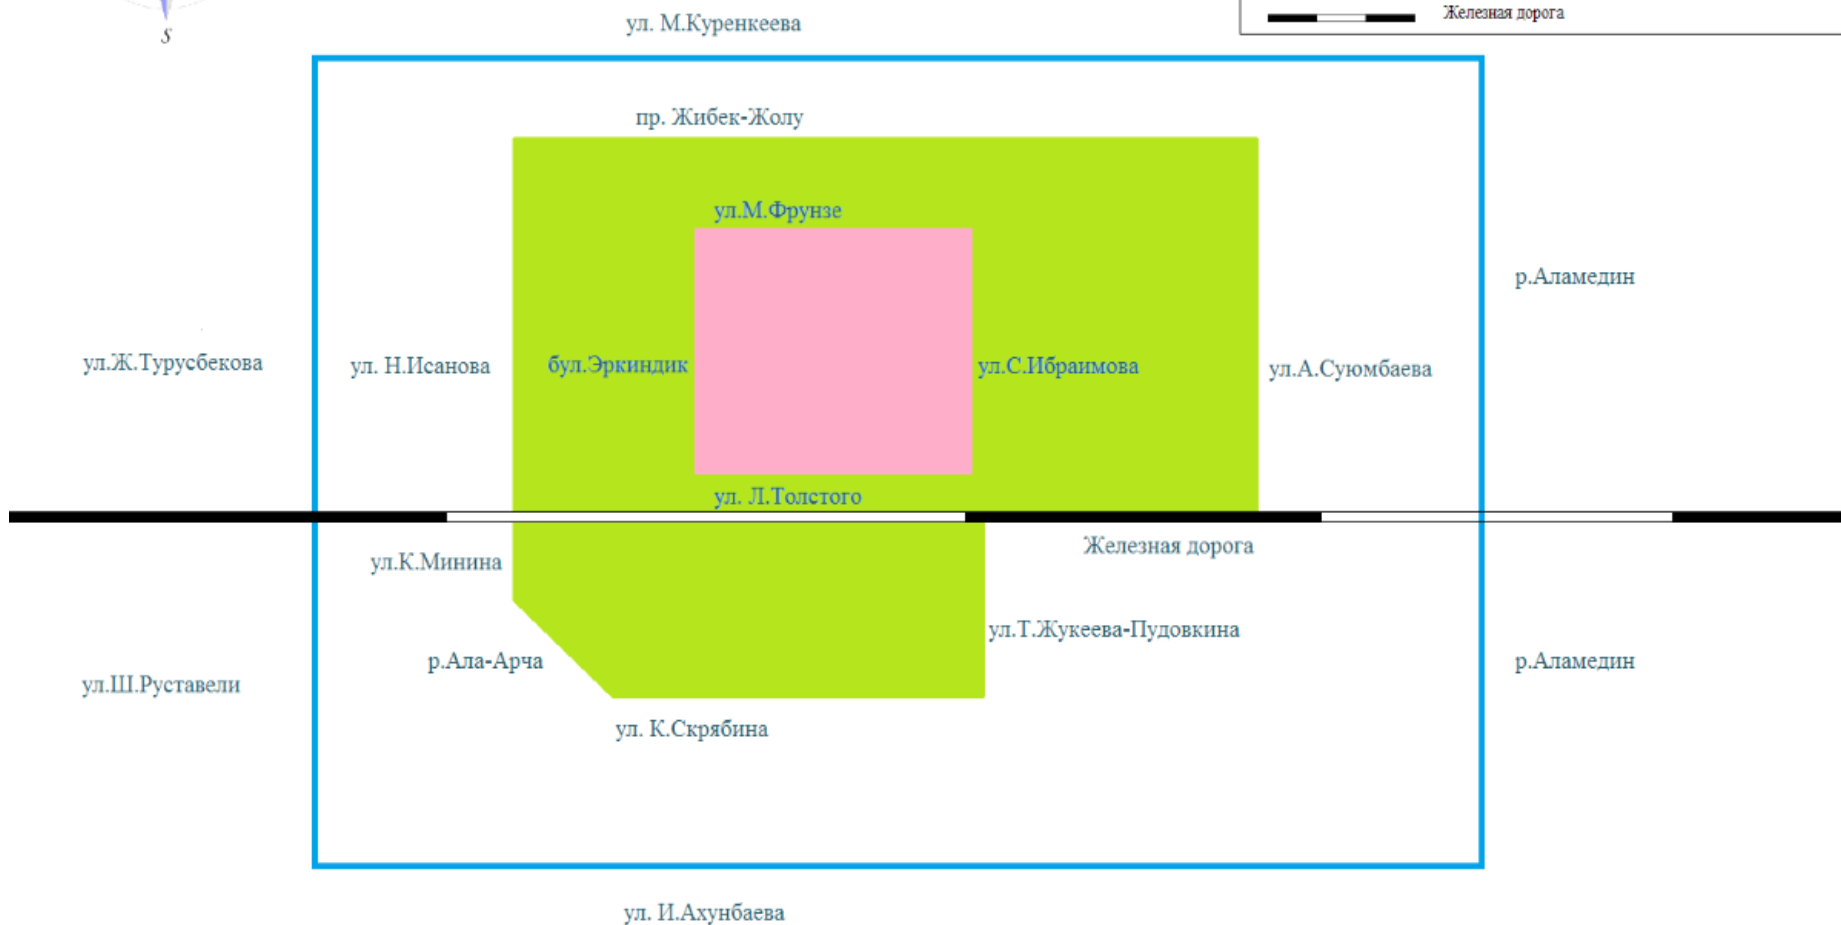 Железная дорога
ул. М.Куренкеева
S
пр. Жибек-Жолу
ул.М.Фрунзе
р.Аламедин
ул.Ж.Турусбекова
ул. Н.Исанова
бул.Эркиндик
ул.С.Ибраимова
ул.А.Суюмбаева
ул. Л.Толстого
Железная дорога
ул.К.Минина
ул.Т.Жукеева-Пудовкина
р.Ала-Арча
р.Аламедин
ул.Ш.Руставели
ул. К.Скрябина
ул. И.Ахунбаева